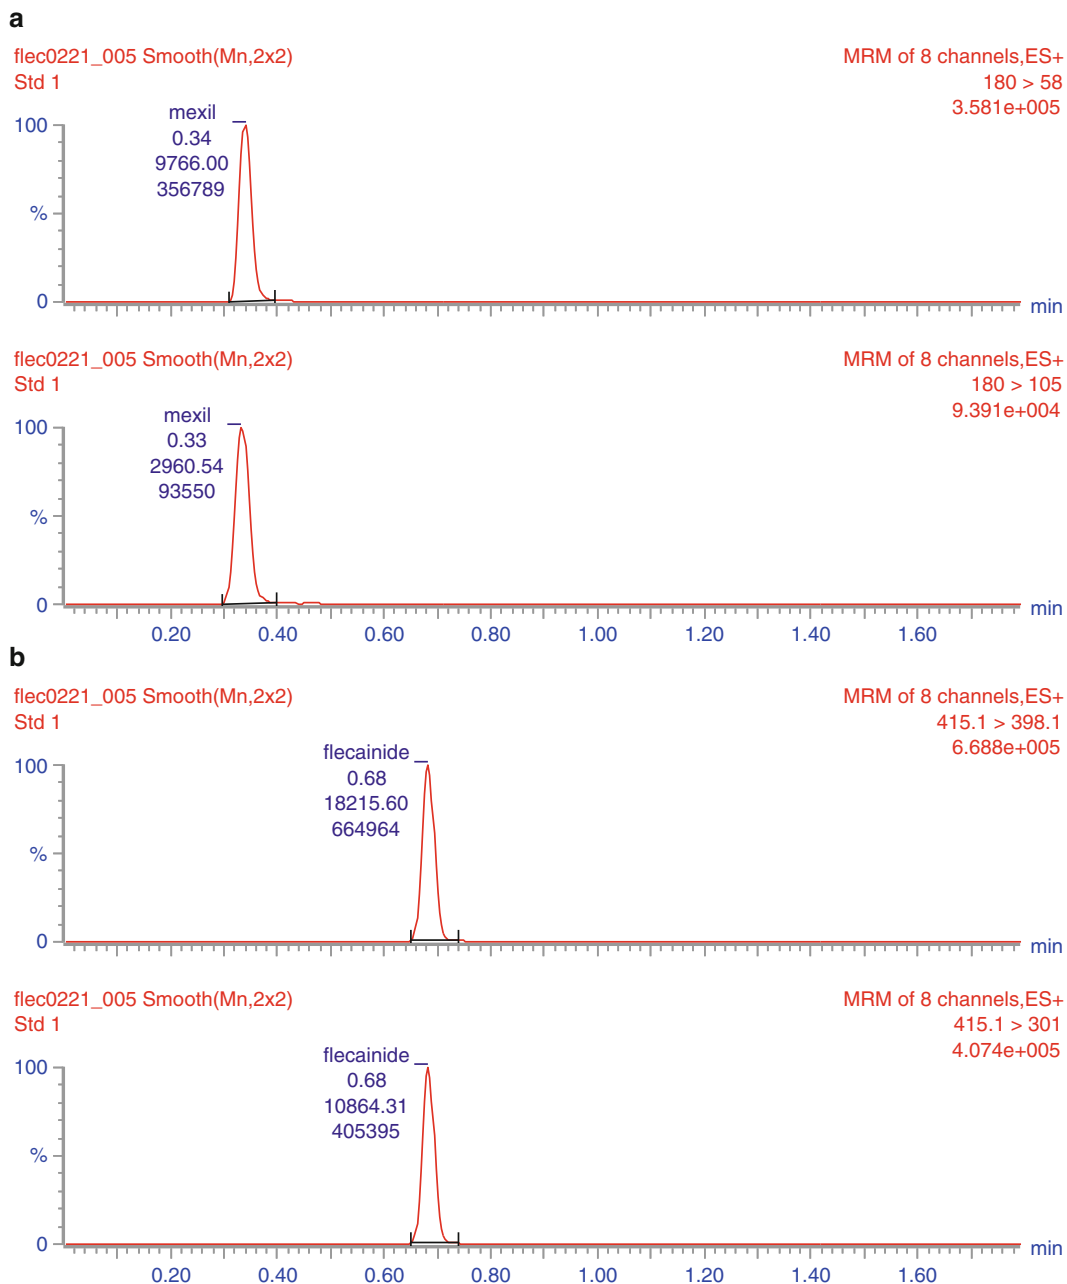 a
flec0221_005 Smooth(Mn,2x2)
Std 1
MRM of 8 channels,ES+
180 > 58
3.581e+005
mexil
0.34
9766.00
356789
100
%
0
min
flec0221_005 Smooth(Mn,2x2)
Std 1
MRM of 8 channels,ES+
180 > 105
9.391e+004
mexil
0.33
2960.54
93550
100
%
0
min
0.20 0.40 0.60 0.80 1.00 1.20 1.40 1.60
b
flec0221_005 Smooth(Mn,2x2)
Std 1
MRM of 8 channels,ES+
415.1 > 398.1
6.688e+005
flecainide
0.68
18215.60
664964
100
%
0
min
flec0221_005 Smooth(Mn,2x2)
Std 1
MRM of 8 channels,ES+
415.1 > 301
4.074e+005
flecainide
0.68
10864.31
405395
100
%
0
min
0.20 0.40 0.60 0.80 1.00 1.20 1.40 1.60